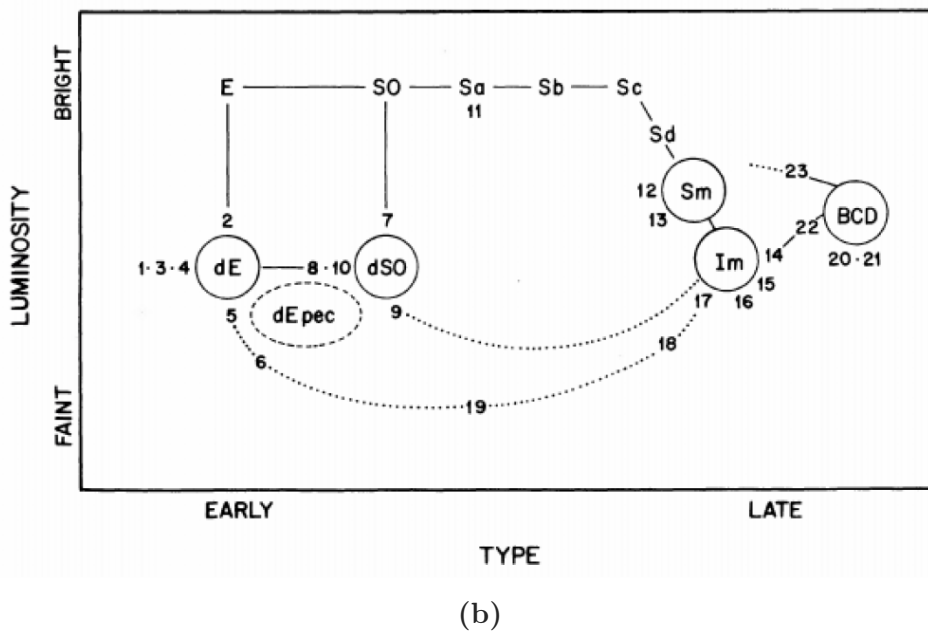 BRIGHT
LUMINOSITY
FAINT
E SO Sa Sb Sc
11
Sd
23
12 Sm
2 7 13 BCD
22
14
1·3·4 dE 8·10 dSO Im 20·21
15
5 dEpec 9 17 16
6 18
19
EARLY LATE
TYPE
(b)